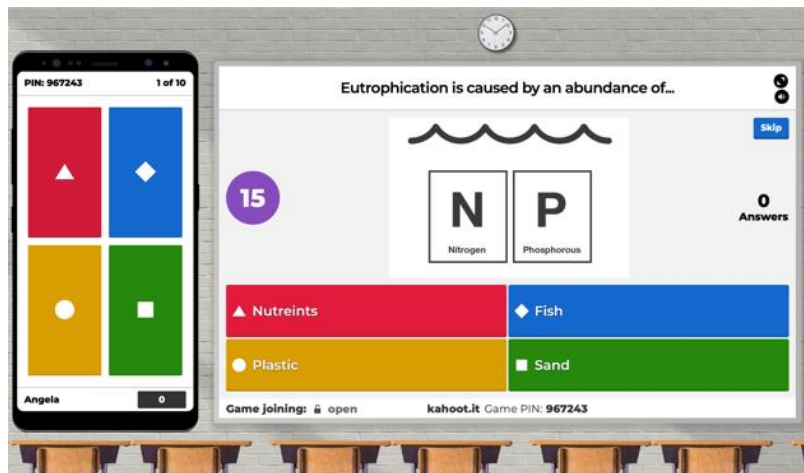 PIN: 967243 1 of 10
Angela 0
Eutrophication is caused by an abundance of...
Skip
15
N
Nitrogen
P
Phosphorous
0
Answers
Nutreints
Fish
Plastic
Sand
Game joining: open kahoot.it Game PIN: 967243